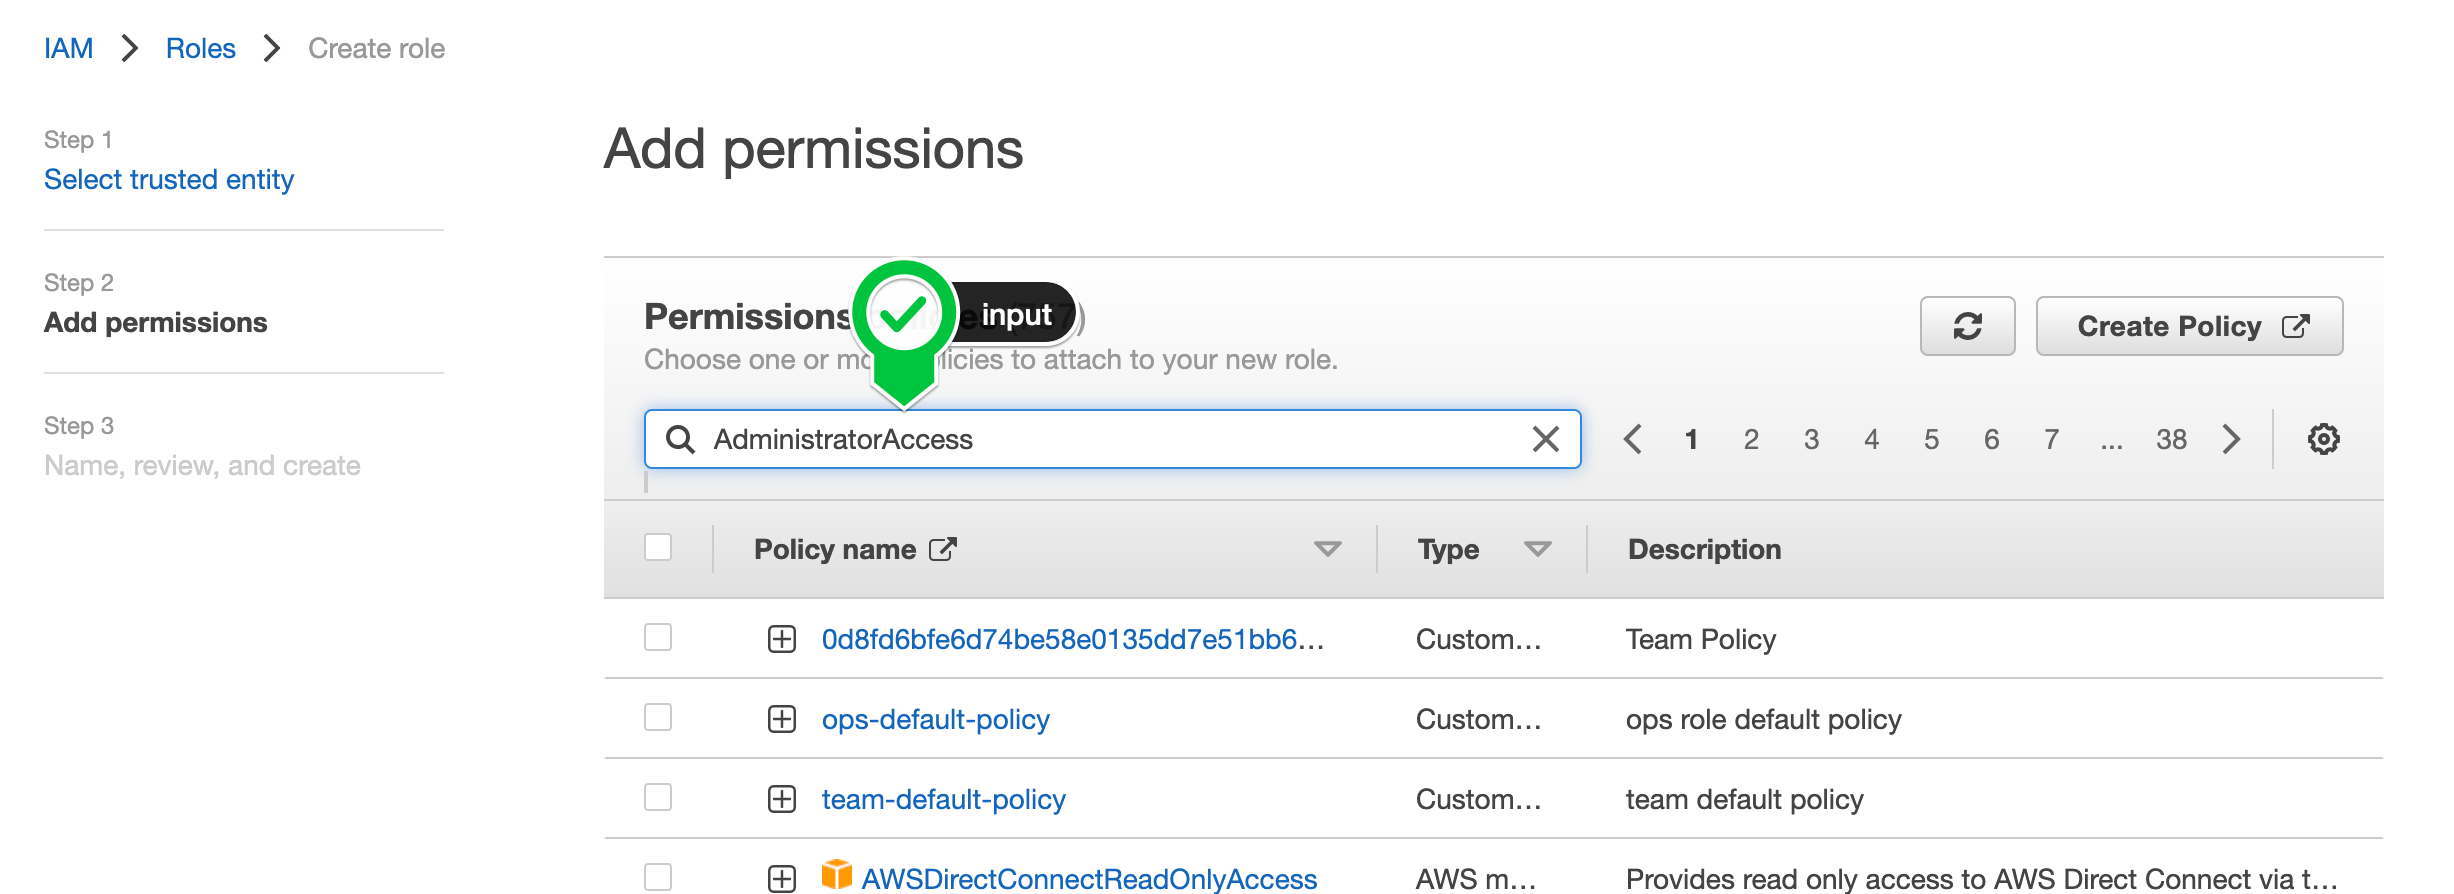 IAM > Roles > Create role
Step 1
Select trusted entity
Step 2
Add permissions
Step 3
Name, review, and create
Add permissions
Permissions
input
Choose one or licies to attach to your new role.
Create Policy
AdministratorAccess
1 2 3 4 5 6 7 ... 38
Policy name Type Description
0d8fd6bfe6d74be58e0135dd7e51bb6... Custom... Team Policy
ops-default-policy Custom... ops role default policy
team-default-policy Custom... team default policy
AWSDirectConnectReadOnlyAccess AWS m... Provides read only access to AWS Direct Connect via t...